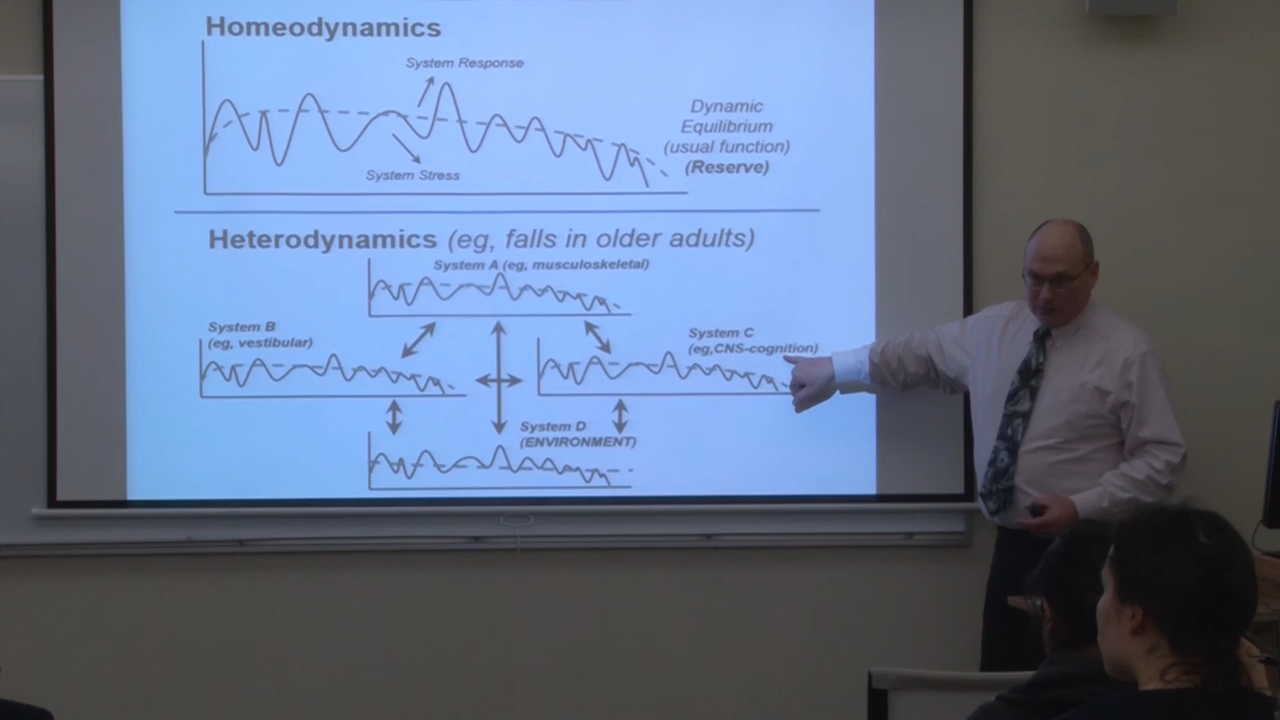 Homeodynamics
System Response
Dynamic
Equilibrium
(usual function)
(Reserve)
System Stress
Heterodynamics (eg, falls in older adults)
System A (eg, musculoskeletal)
System B
(eg, vestibular)
System C
(eg,CNS-cognition)
System D
(ENVIRONMENT)